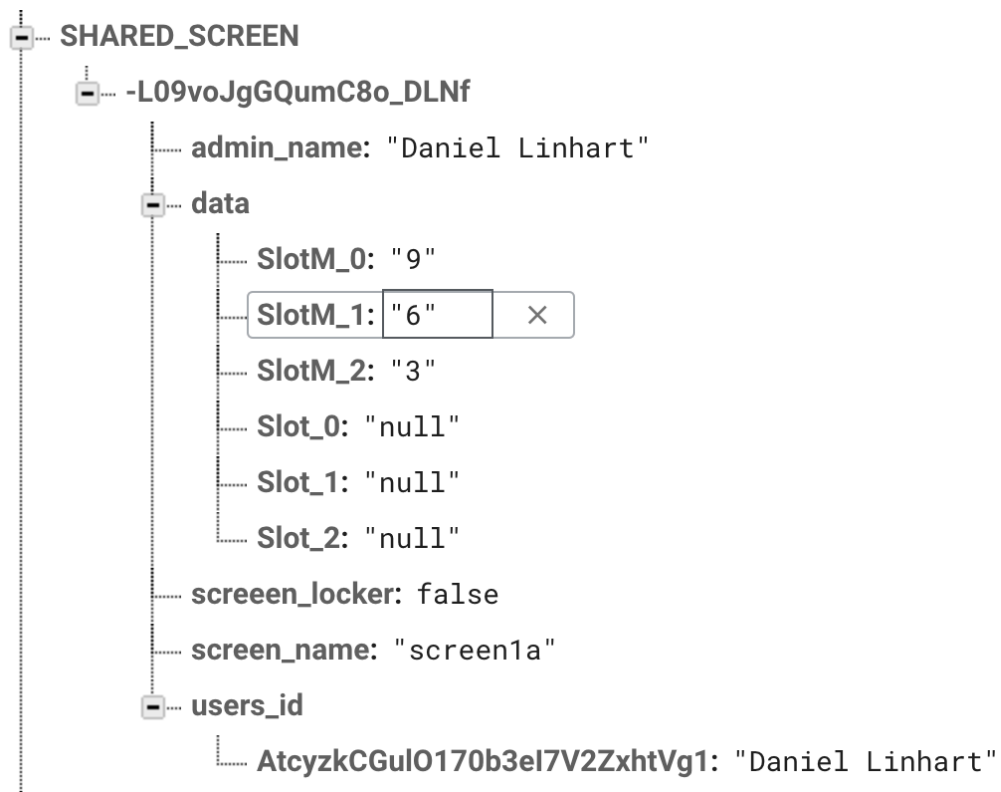 SHARED_SCREEN
-L09voJgGQumC8o_DLNf
admin_name: "Daniel Linhart"
data
SlotM_0: "9"
SlotM_1: "6" ×
SlotM_2: "3"
Slot_0: "null"
Slot_1: "null"
Slot_2: "null"
screeen_locker: false
screen_name: "screen1a"
users_id
AtcyzkCGulO170b3eI7V2ZxhtVg1: "Daniel Linhart"